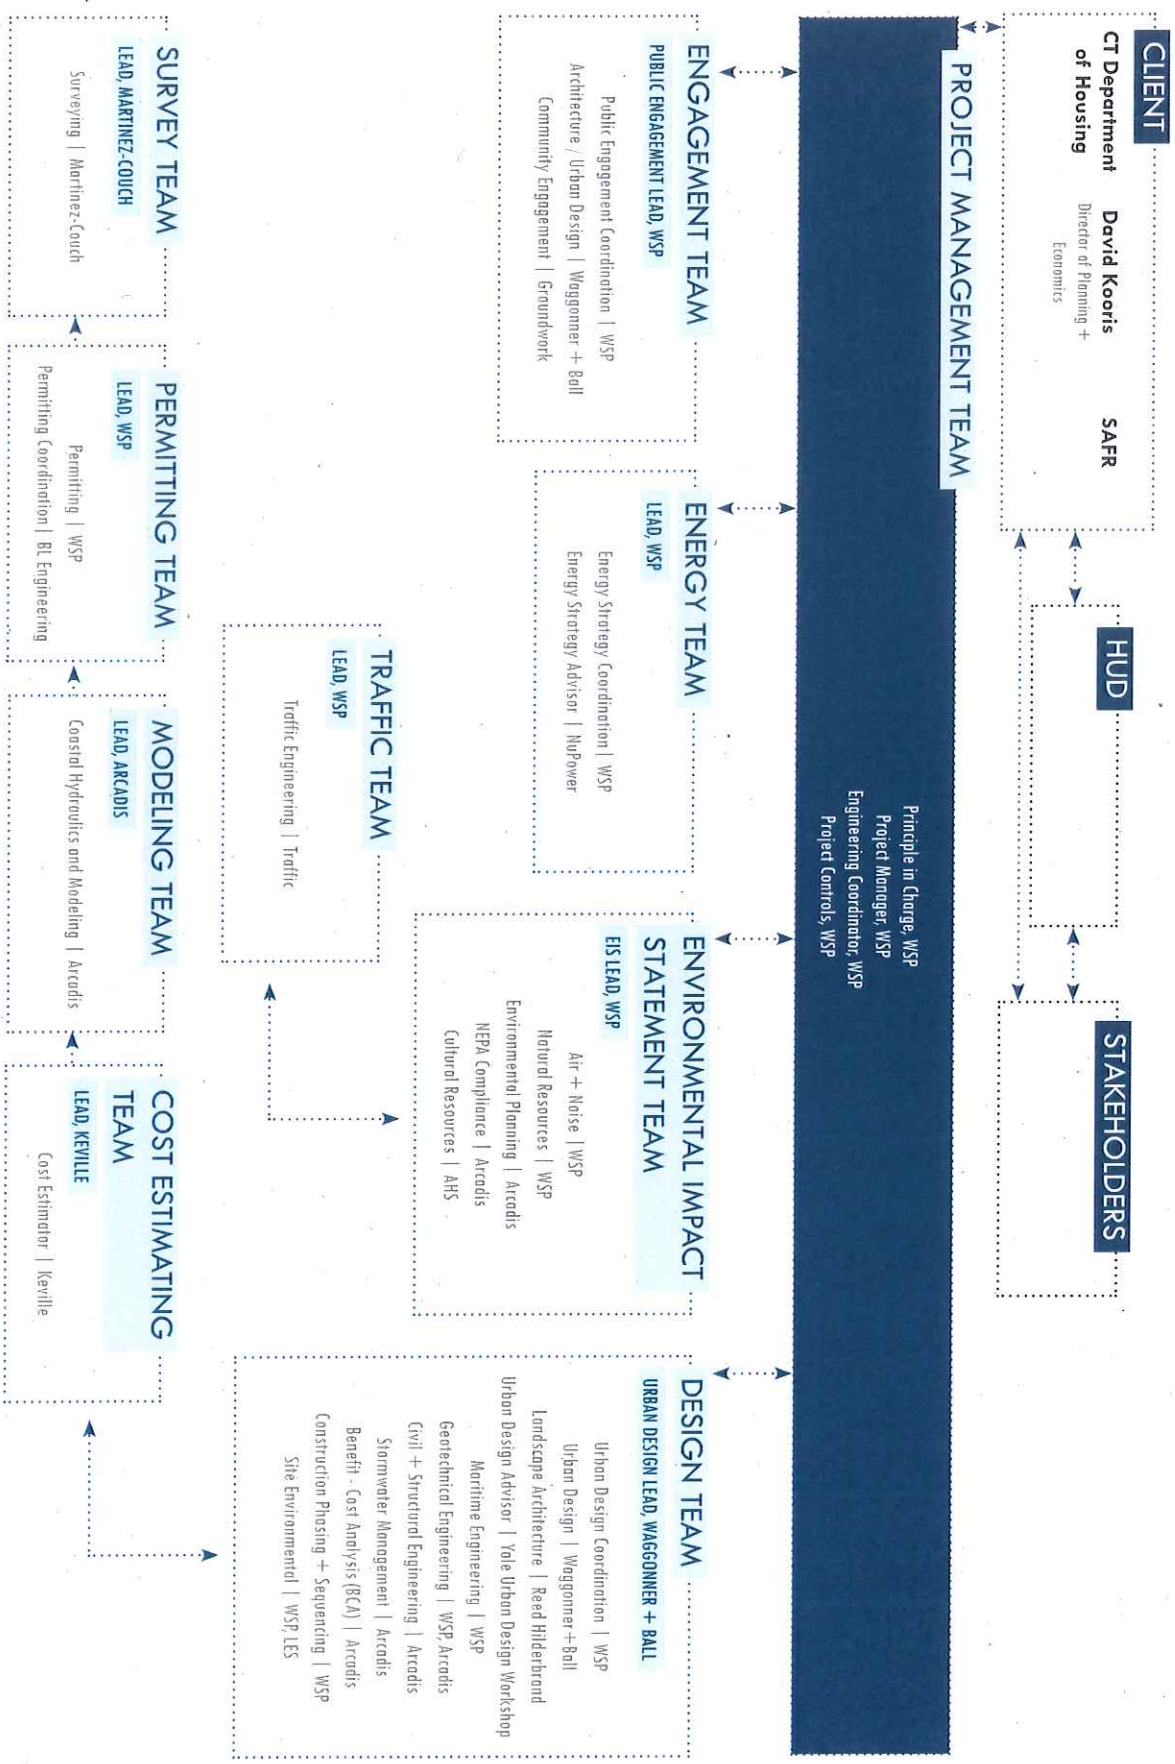 CLIENT
CT Department
of Housing
David Kooris
Director of Planning +
Economics
SAFR
HUD
STAKEHOLDERS
PROJECT MANAGEMENT TEAM
Principle in Charge, WSP
Project Manager, WSP
Engineering Coordinator, WSP
Project Controls, WSP
ENGAGEMENT TEAM
PUBLIC ENGAGEMENT LEAD, WSP
Public Engagement Coordination | WSP
Architecture / Urban Design | Waggonner + Ball
Community Engagement | Groundwork
ENERGY TEAM
LEAD, WSP
Energy Strategy Coordination | WSP
Energy Strategy Advisor | NuPower
ENVIRONMENTAL IMPACT
STATEMENT TEAM
EIS LEAD, WSP
Air + Noise | WSP
Natural Resources | WSP
Environmental Planning | Arcadis
NEPA Compliance | Arcadis
Cultural Resources | AHS
DESIGN TEAM
URBAN DESIGN LEAD, WAGGONNER + BALL
Urban Design Coordination | WSP
Urban Design | Waggonner+Ball
Landscape Architecture | Reed Hilderbrand
Urban Design Advisor | Yale Urban Design Workshop
Maritime Engineering | WSP
Geotechnical Engineering | WSP, Arcadis
Civil + Structural Engineering | Arcadis
Stormwater Management | Arcadis
Benefit - Cost Analysis (BCA) | Arcadis
Construction Phasing + Sequencing | WSP
Site Environmental | WSP, LES
TRAFFIC TEAM
LEAD, WSP
Traffic Engineering | Traffic
SURVEY TEAM
LEAD, MARTINEZ-COUCH
Surveying | Martinez-Couch
PERMITTING TEAM
LEAD, WSP
Permitting | WSP
Permitting Coordination | BL Engineering
MODELING TEAM
LEAD, ARCADIS
Coastal Hydraulics and Modeling | Arcadis
COST ESTIMATING
TEAM
LEAD, KEVILLE
Cost Estimator | Keville